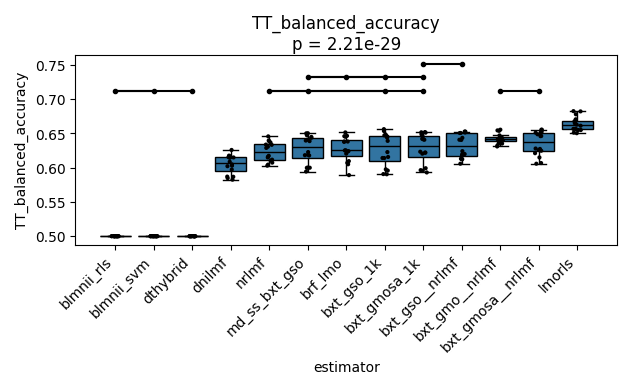 TT_balanced_accuracy
p = 2.21e-29
TT_balanced_accuracy
0.75
0.70
0.65
0.60
0.55
0.50
blmnii_rls
blmnii_svm
dthybrid
dnilmf
nrlmf
md_ss_bxt_gso
brf_lmo
bxt_gso_1k
bxt_gmosa_1k
bxt_gso__nrlmf
bxt_gmo__nrlmf
bxt_gmosa__nrlmf
lmorls
estimator